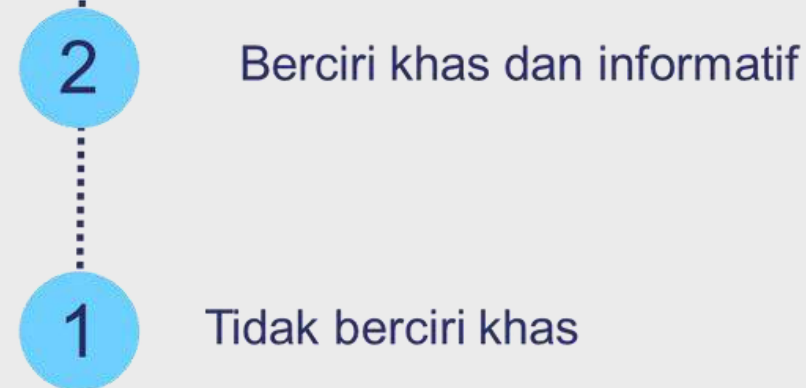 2 Berciri khas dan informatif
1 Tidak berciri khas